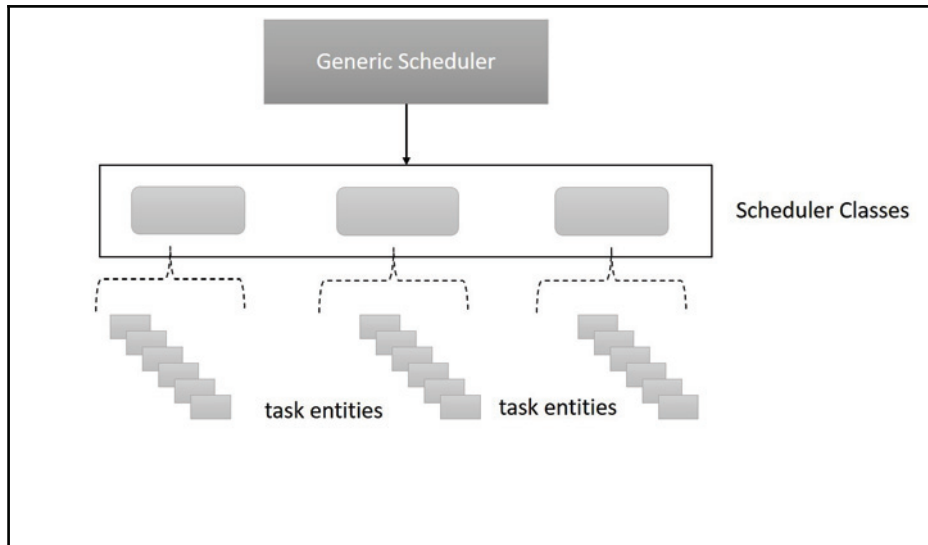 Generic Scheduler
Scheduler Classes
task entities
task entities